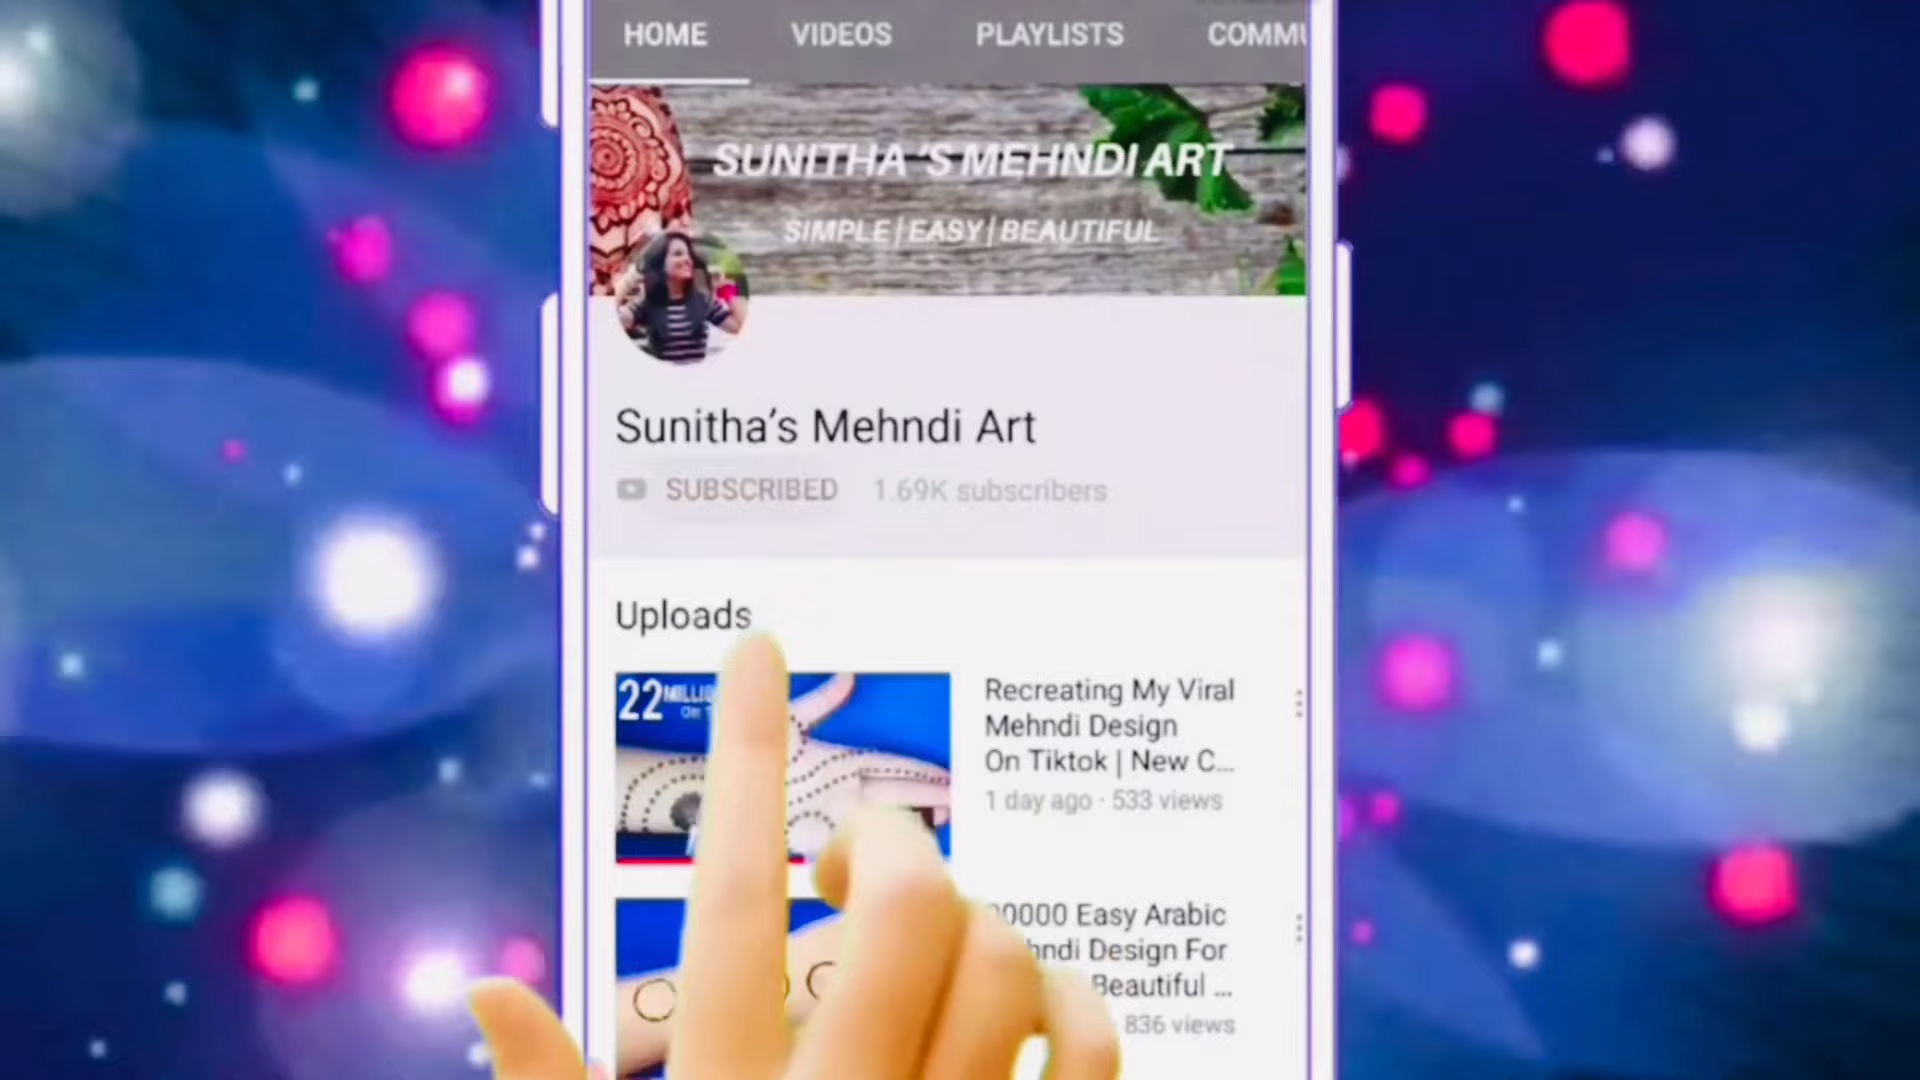 HOME VIDEOS PLAYLISTS
SUNITHA 'S MEHNDI ART
SIMPLE|EASY|BEAUTIFUL
Sunitha's Mehndi Art
SUBSCRIBED 1.69K subscribers
Uploads
22 
Recreating My Viral
Mehndi Design
On Tiktok | New C...
1 day ago · 533 views
Easy Arabic
Design For
Beautiful ...
836 views